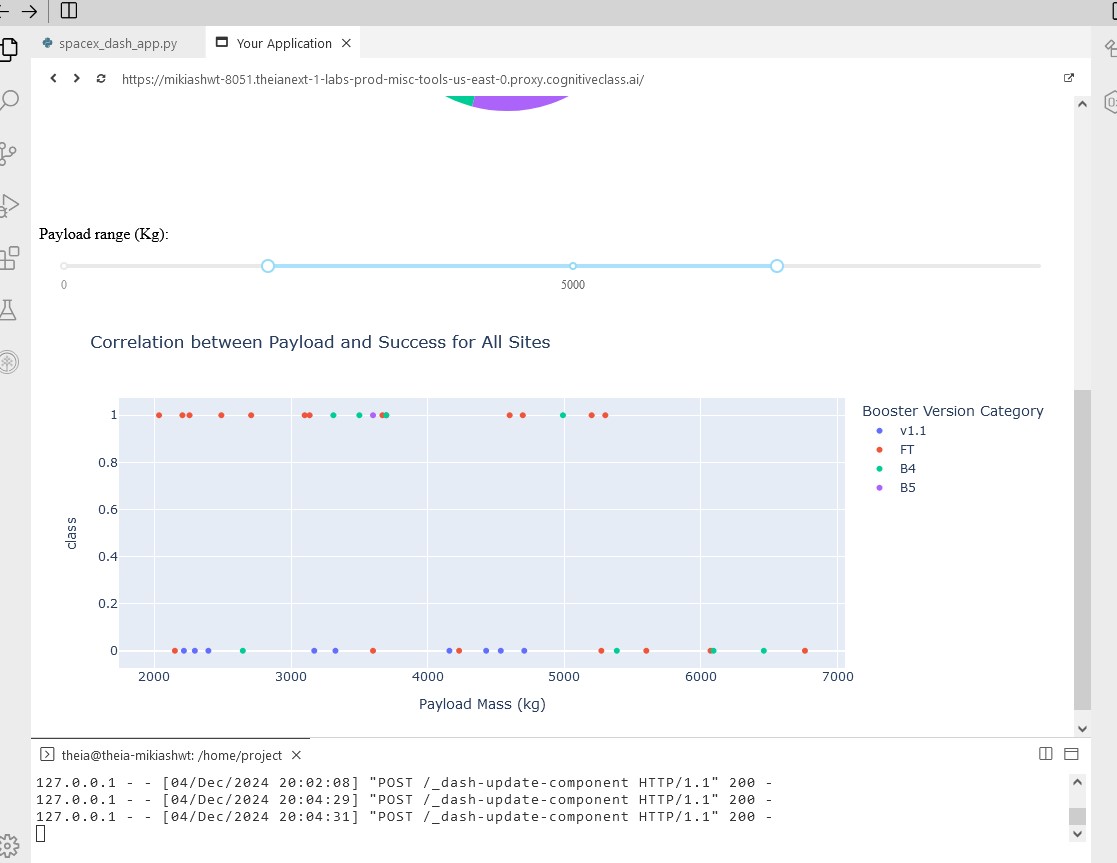 spacex_dash_app.py
Your Application
https://mikiashwt-8051.theianext-1-labs-prod-misc-tools-us-east-0.proxy.cognitiveclass.ai/
Payload range (Kg):
0 5000
Correlation between Payload and Success for All Sites
Booster Version Category
v1.1
FT
B4
B5
1
0.8
0.6
0.4
0.2
0
class
2000 3000 4000 5000 6000 7000
Payload Mass (kg)
theia@theia-mikiashwt: /home/project
127.0.0.1 - - [04/Dec/2024 20:02:08] "POST /_dash-update-component HTTP/1.1" 200 -
127.0.0.1 - - [04/Dec/2024 20:04:29] "POST /_dash-update-component HTTP/1.1" 200 -
127.0.0.1 - - [04/Dec/2024 20:04:31] "POST /_dash-update-component HTTP/1.1" 200 -